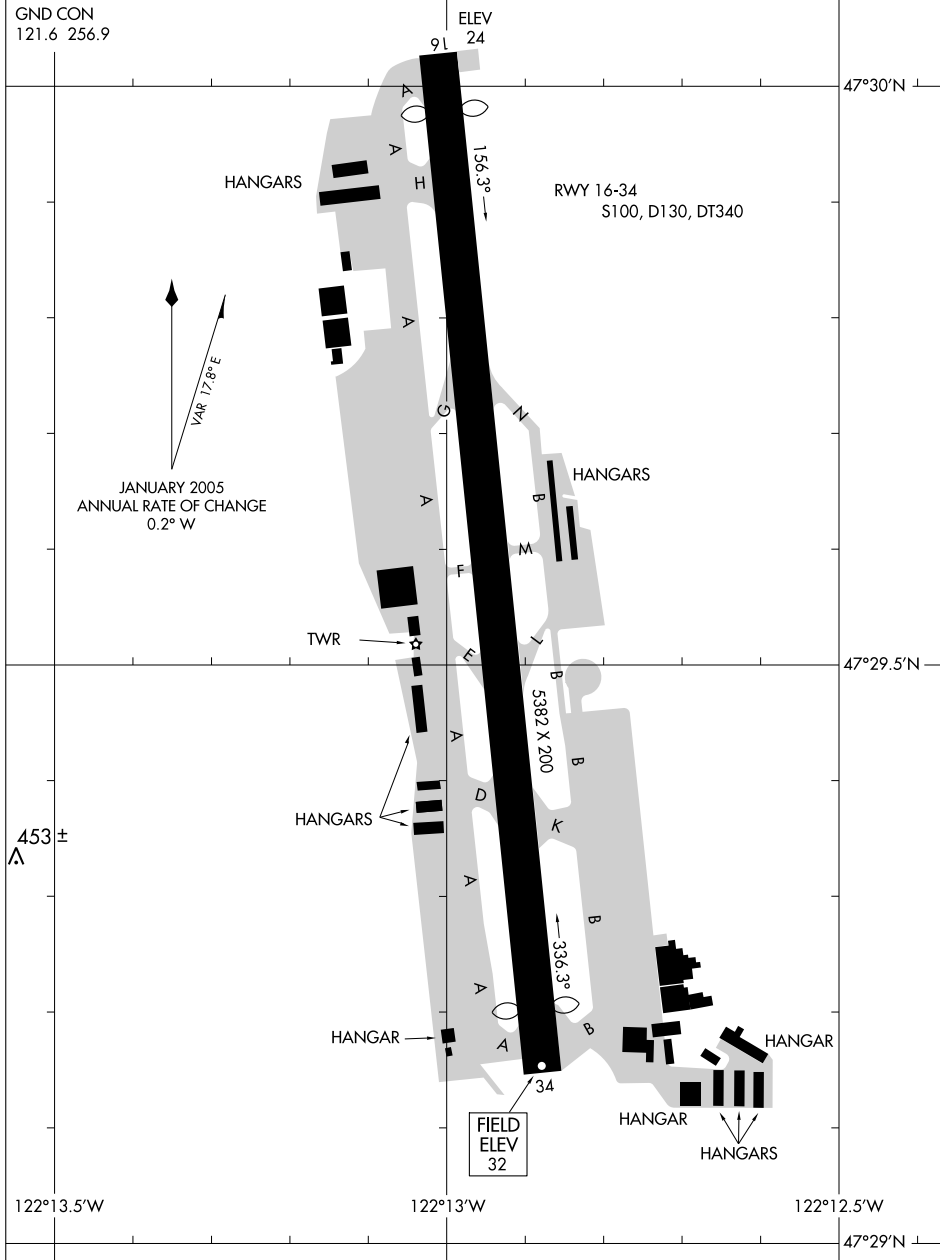 GND CON
121.6 256.9
ELEV
24
16
47°30'N
A
A
H
HANGARS
156.3°
RWY 16-34
S100, D130, DT340
A
VAR 17.8° E
G
N
HANGARS
JANUARY 2005
ANNUAL RATE OF CHANGE
0.2° W
A
B
M
F
TWR
E
L
47°29.5'N
B
5382 X 200
A
B
D
HANGARS
K
453 ±
A
B
336.3°
A
HANGAR
A
B
HANGAR
34
HANGAR
FIELD
ELEV
32
HANGARS
122°13.5'W
122°13'W
122°12.5'W
47°29'N